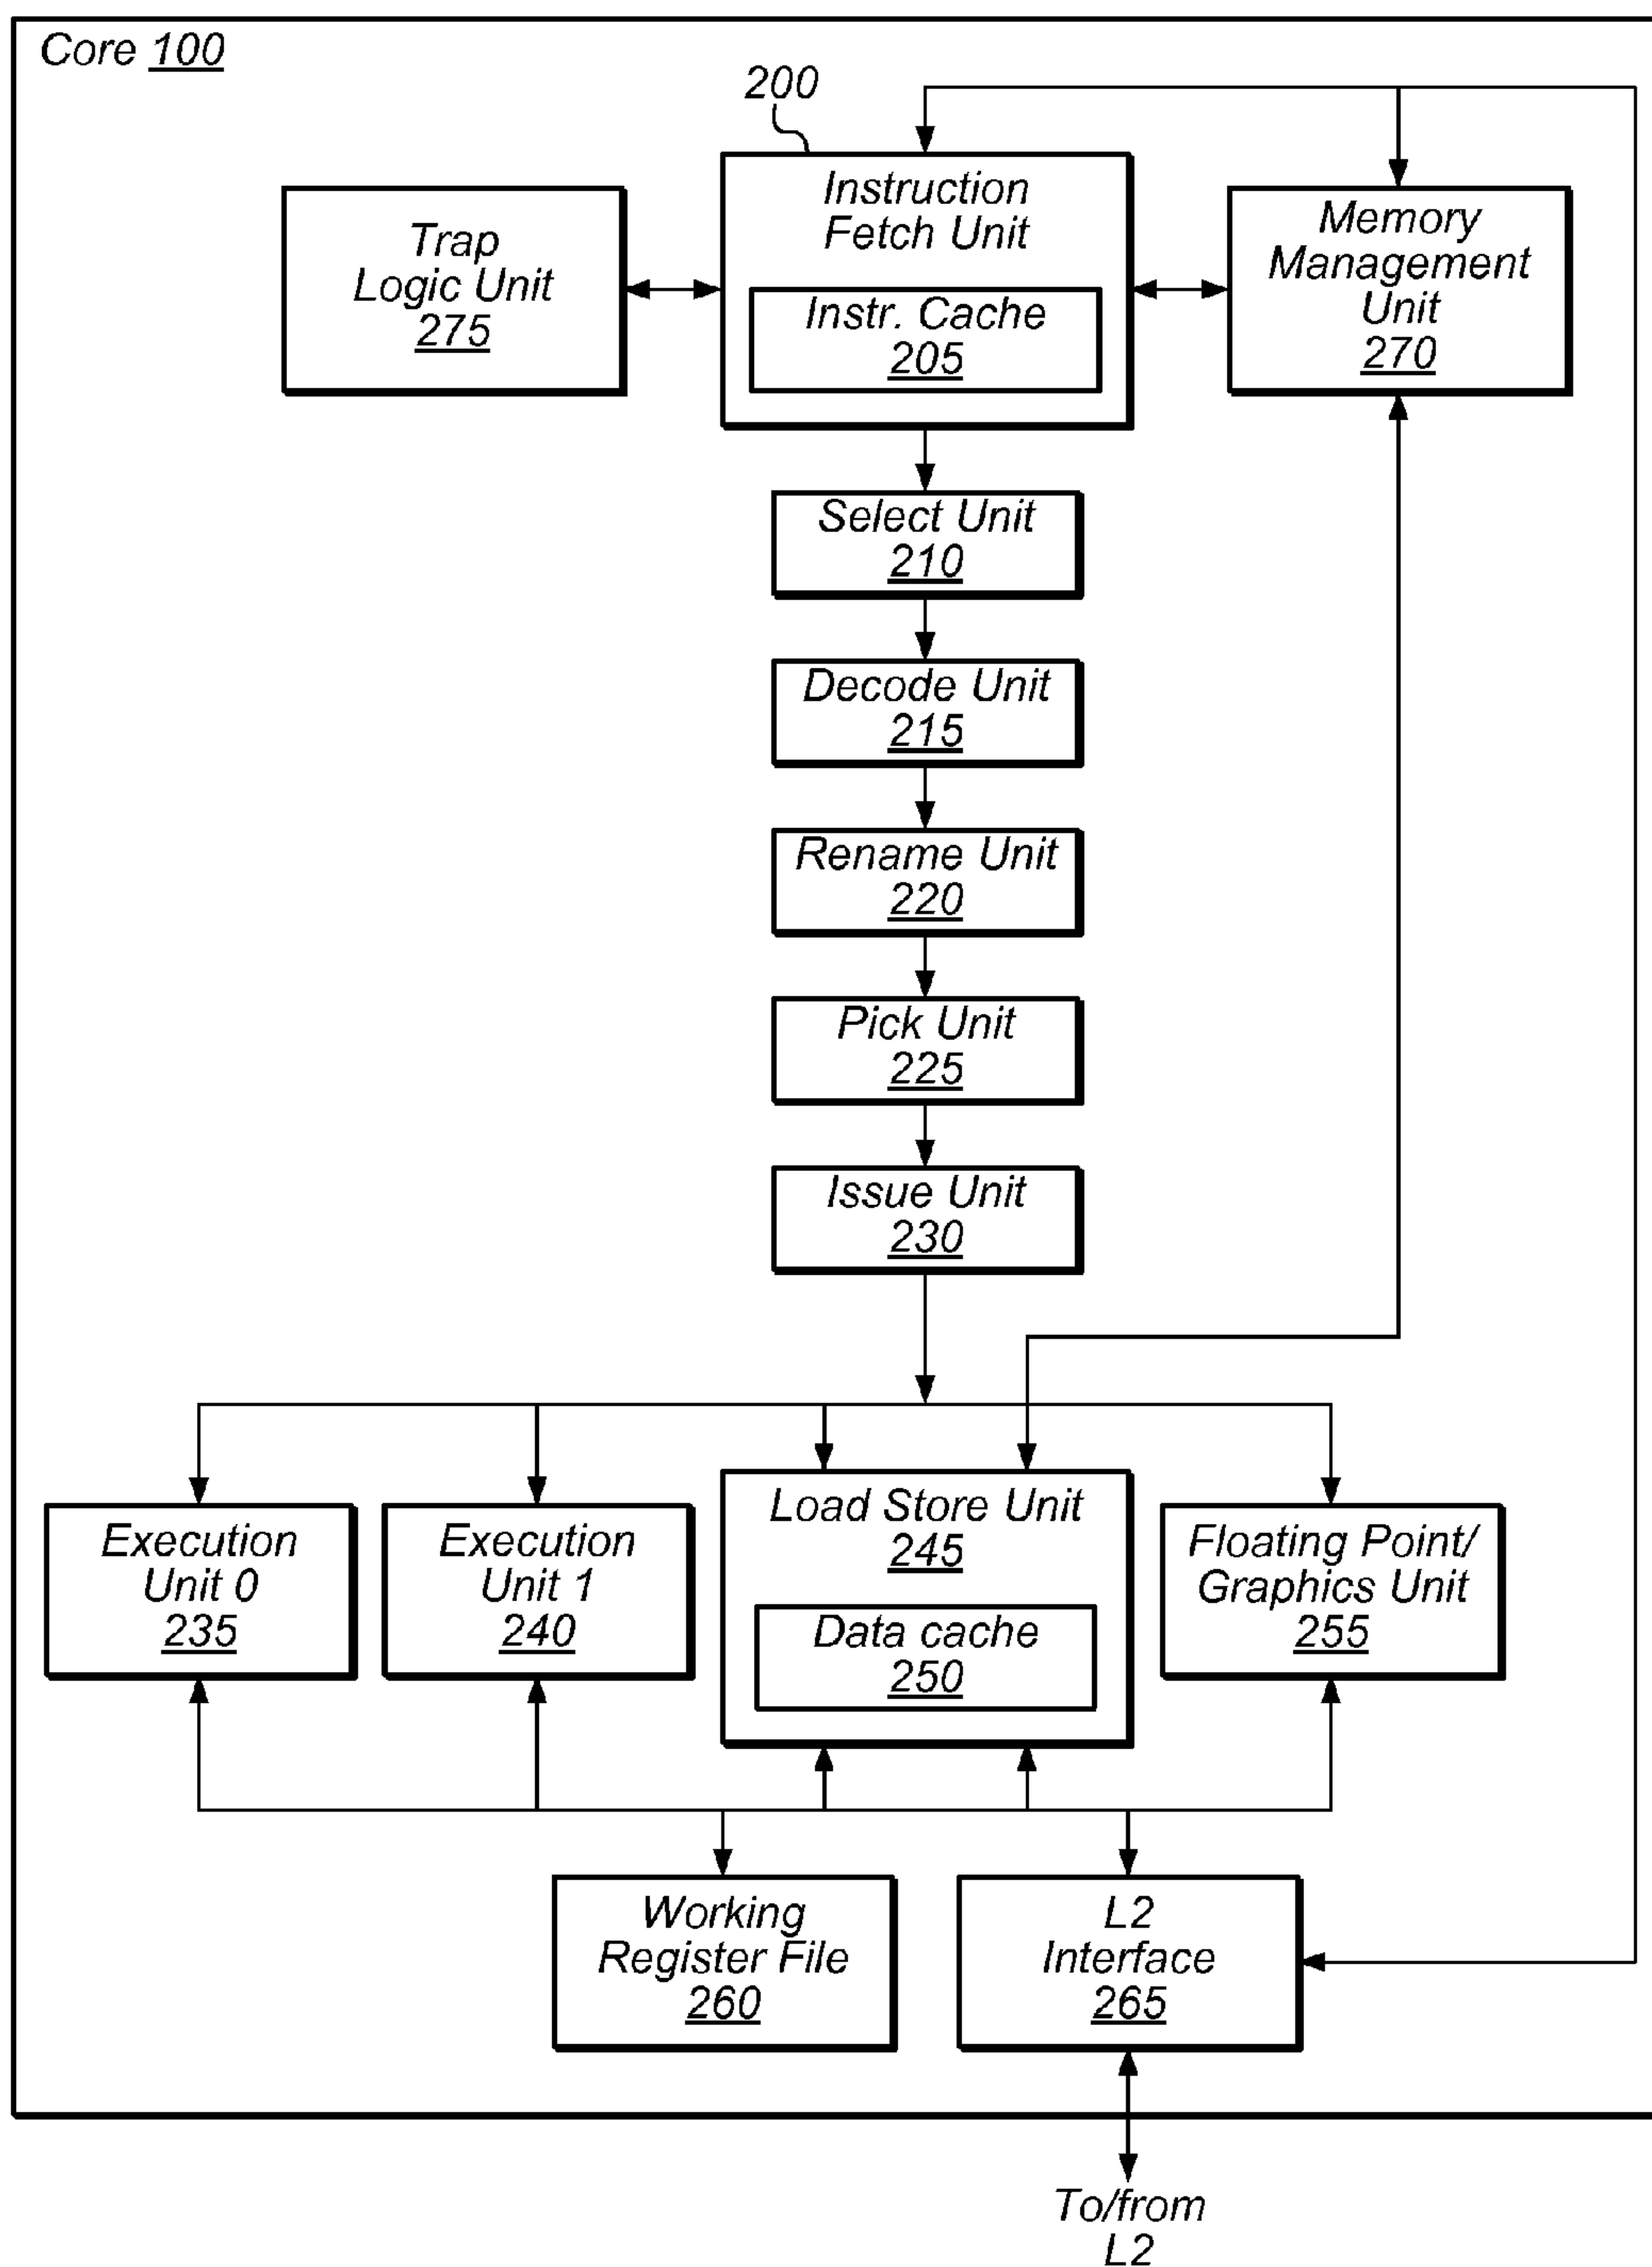 Core 100
200
Instruction
Fetch Unit
Instr. Cache
205
Trap
Logic Unit
275
Memory
Management
Unit
270
Select Unit
210
Decode Unit
215
Rename Unit
220
Pick Unit
225
Issue Unit
230
Execution
Unit 0
235
Execution
Unit 1
240
Load Store Unit
245
Data cache
250
Floating Point/
Graphics Unit
255
Working
Register File
260
L2
Interface
265
To/from
L2